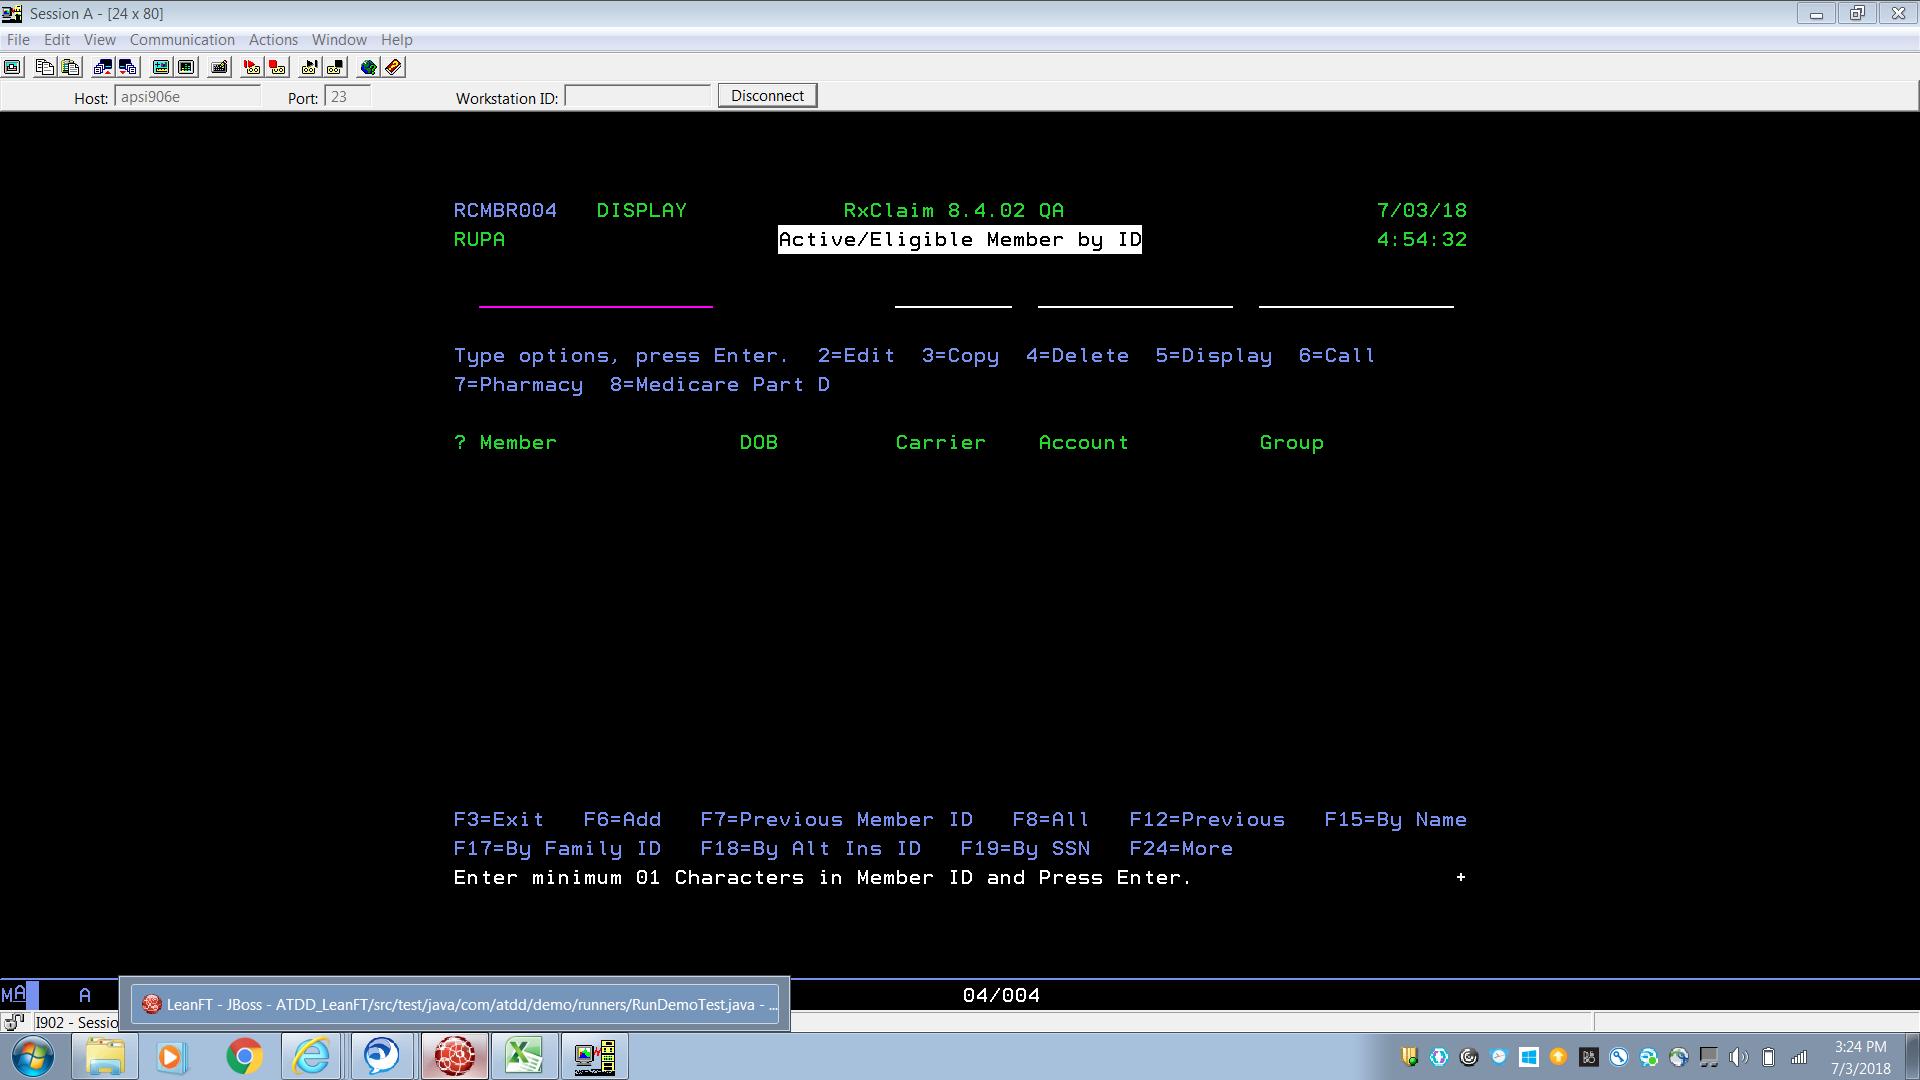 Session A - [24 x 80]
File Edit View Communication Actions Window Help
Host: apsi906e Port: 23 Workstation ID: Disconnect
RCMBR004 DISPLAY RxClaim 8.4.02 QA 7/03/18
RUPA Active/Eligible Member by ID 4:54:32
Type options, press Enter. 2=Edit 3=Copy 4=Delete 5=Display 6=Call
7=Pharmacy 8=Medicare Part D
? Member DOB Carrier Account Group
F3=Exit F6=Add F7=Previous Member ID F8=All F12=Previous F15=By Name
F17=By Family ID F18=By Alt Ins ID F19=By SSN F24=More
Enter minimum 01 Characters in Member ID and Press Enter. +
MA A 04/004
LeanFT - JBoss - ATDD_LeanFT/src/test/java/com/atdd/demo/runners/RunDemoTest.java - ...
I902 - Sessio
3:24 PM
7/3/2018